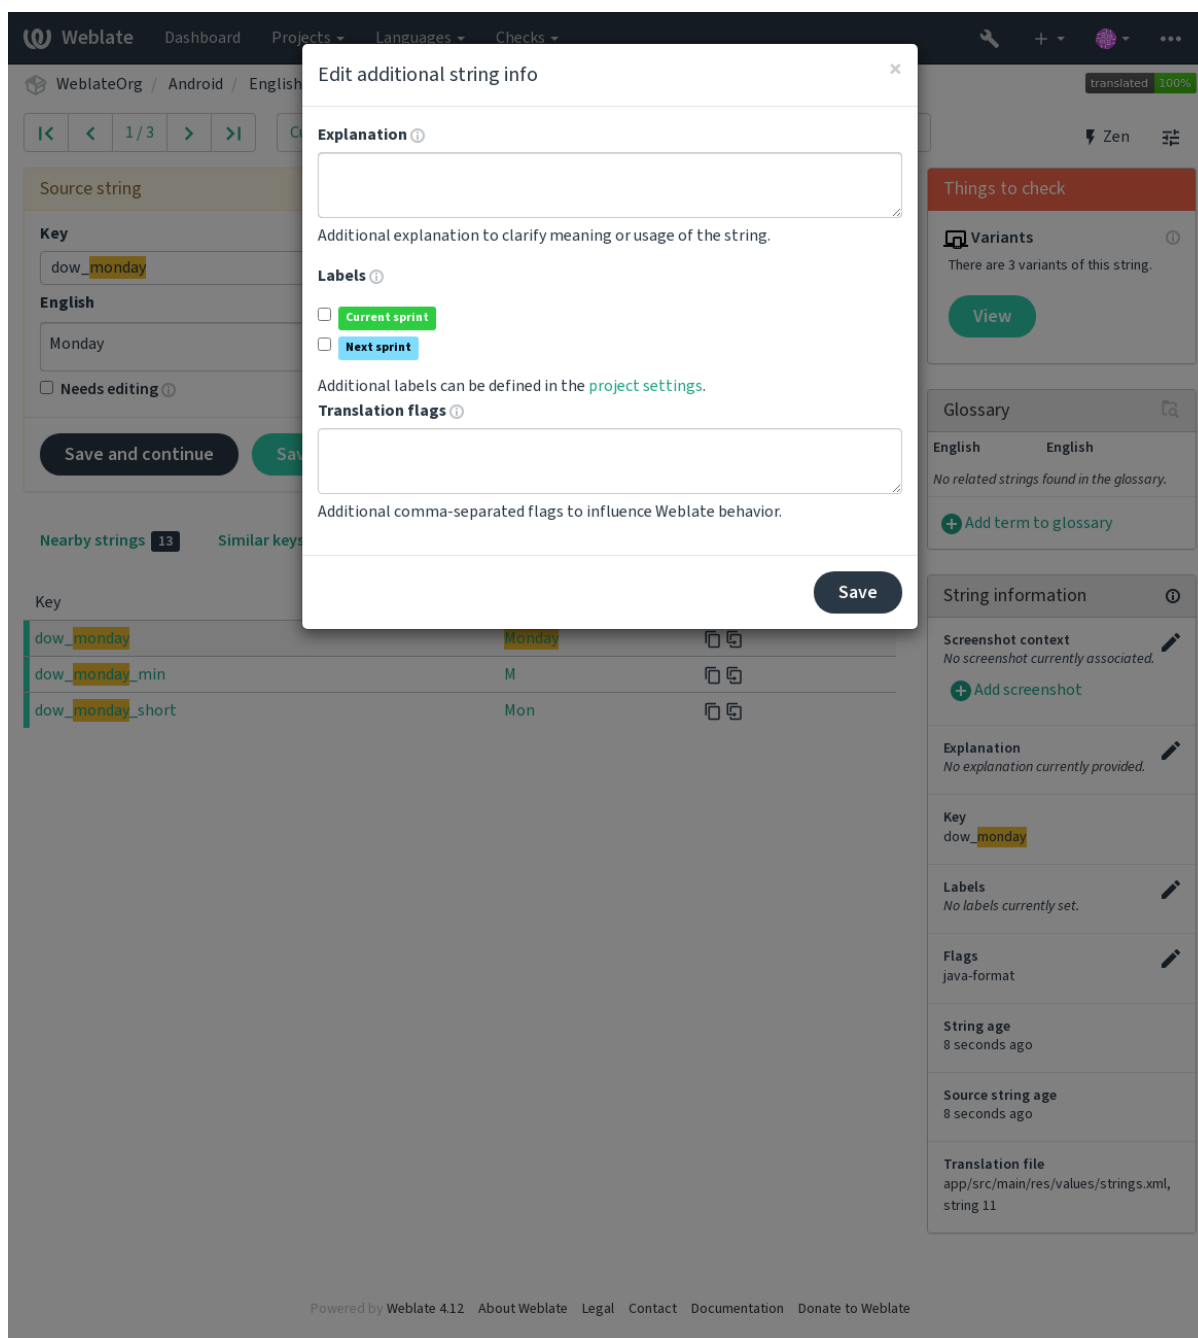 Weblate Dashboard Projects Languages Checks
WeblateOrg / Android / English
translated 100%
1 / 3
Zen
Edit additional string info
×
Explanation
Additional explanation to clarify meaning or usage of the string.
Labels
Current sprint
Next sprint
Additional labels can be defined in the project settings.
Translation flags
Additional comma-separated flags to influence Weblate behavior.
Save
Source string
Key
dow_monday
English
Monday
Needs editing
Save and continue
Nearby strings 13 Similar keys
Key
dow_monday Monday
dow_monday_min M
dow_monday_short Mon
Things to check
Variants
There are 3 variants of this string.
View
Glossary
English English
No related strings found in the glossary.
Add term to glossary
String information
Screenshot context
No screenshot currently associated.
Add screenshot
Explanation
No explanation currently provided.
Key
dow_monday
Labels
No labels currently set.
Flags
java-format
String age
8 seconds ago
Source string age
8 seconds ago
Translation file
app/src/main/res/values/strings.xml,
string 11
Powered by Weblate 4.12 About Weblate Legal Contact Documentation Donate to Weblate